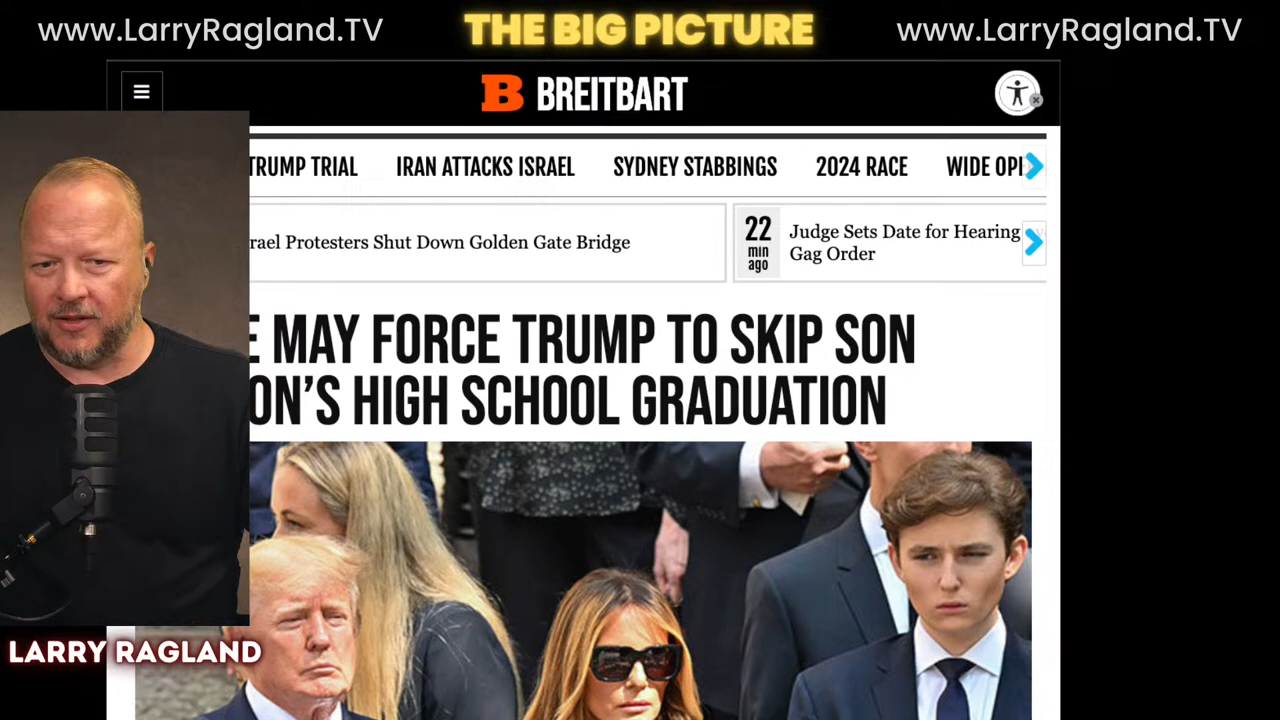 www.LarryRagland.TV
THE BIG PICTURE
www.LarryRagland.TV
B BREITBART
TRUMP TRIAL
IRAN ATTACKS ISRAEL
SYDNEY STABBINGS
2024 RACE
WIDE
rael Protesters Shut Down Golden Gate Bridge
22
min
ago
Judge Sets Date for Hearing
Gag Order
MAY FORCE TRUMP TO SKIP SON
ON'S HIGH SCHOOL GRADUATION
LARRY RAGLAND